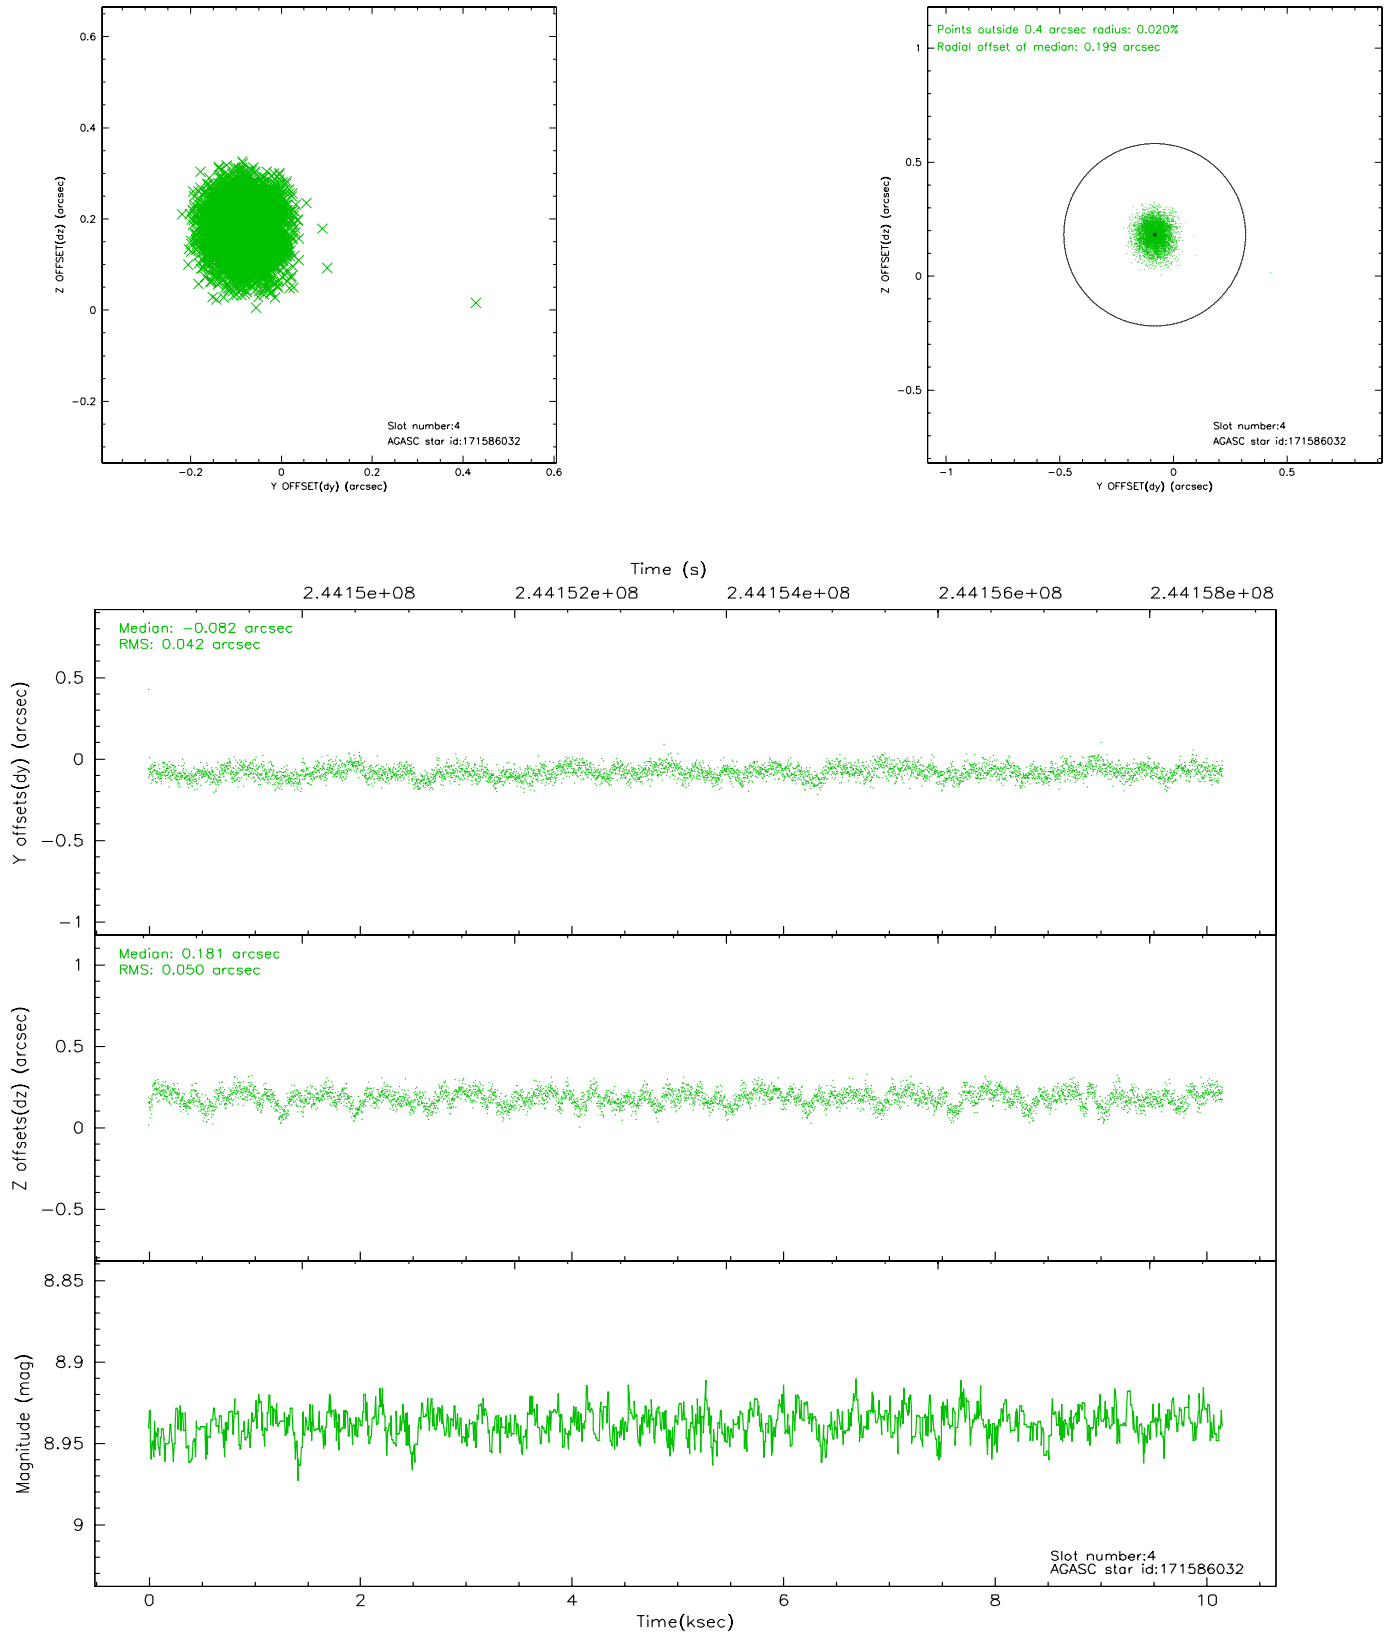 0.6
0.4
0.2
0
−0.2
Z OFFSET(dz) (arcsec)
Slot number:4
AGASC star id:171586032
−0.2 0 0.2 0.4 0.6
Y OFFSET(dy) (arcsec)
Points outside 0.4 arcsec radius: 0.020%
Radial offset of median: 0.199 arcsec
1
0.5
0
−0.5
Z OFFSET(dz) (arcsec)
Slot number:4
AGASC star id:171586032
−1 −0.5 0 0.5
Y OFFSET(dy) (arcsec)
Time (s)
2.4415e+08 2.44152e+08 2.44154e+08 2.44156e+08 2.44158e+08
Median: −0.082 arcsec
RMS: 0.042 arcsec
0.5
0
−0.5
−1
Y offsets(dy) (arcsec)
Median: 0.181 arcsec
RMS: 0.050 arcsec
1
0.5
0
−0.5
Z offsets(dz) (arcsec)
8.85
8.9
8.95
9
Magnitude (mag)
Slot number:4
AGASC star id:171586032
0 2 4 6 8 10
Time(ksec)